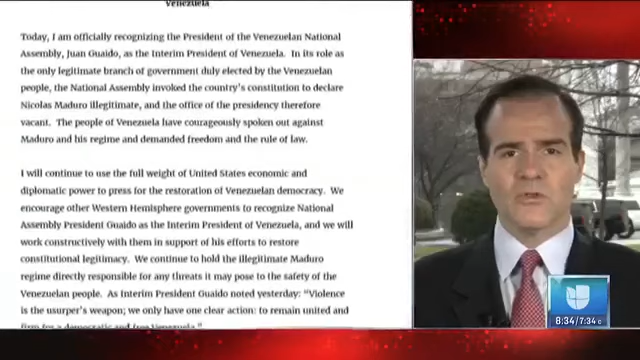 Venezuela
Today, I am officially recognizing the President of the Venezuelan National
Assembly, Juan Guaido, as the Interim President of Venezuela. In its role as
the only legitimate branch of government duly elected by the Venezuelan
people, the National Assembly invoked the country's constitution to declare
Nicolas Maduro illegitimate, and the office of the presidency therefore
vacant. The people of Venezuela have courageously spoken out against
Maduro and his regime and demanded freedom and the rule of law.
I will continue to use the full weight of United States economic and
diplomatic power to press for the restoration of Venezuelan democracy. We
encourage other Western Hemisphere governments to recognize National
Assembly President Guaido as the Interim President of Venezuela, and we will
work constructively with them in support of his efforts to restore
constitutional legitimacy. We continue to hold the illegitimate Maduro
regime directly responsible for any threats it may pose to the safety of the
Venezuelan people. As Interim President Guaido noted yesterday: “Violence
is the usurper's weapon; we only have one clear action: to remain united and
firm for a democratic and free Venezuela.”
8:34/7:34 c